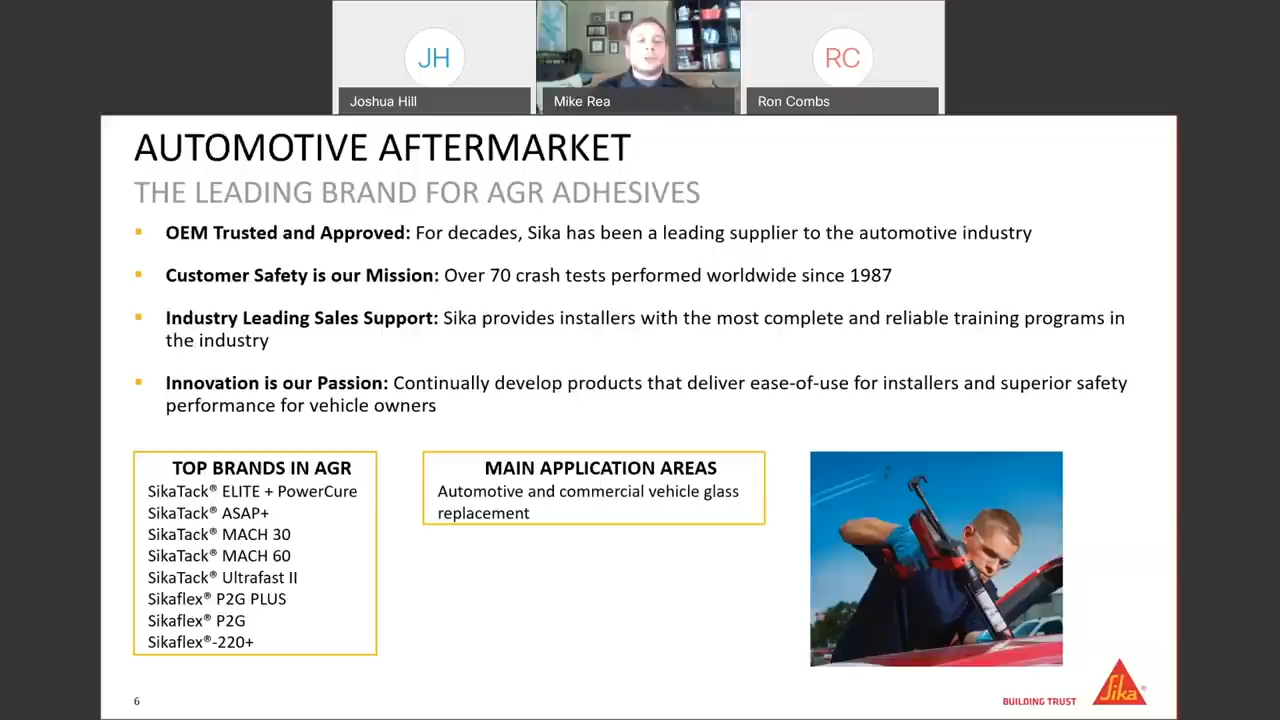 JH
RC
Joshua Hill
Mike Rea
Ron Combs
AUTOMOTIVE AFTERMARKET
THE LEADING BRAND FOR AGR ADHESIVES
▪ OEM Trusted and Approved: For decades, Sika has been a leading supplier to the automotive industry
▪ Customer Safety is our Mission: Over 70 crash tests performed worldwide since 1987
▪ Industry Leading Sales Support: Sika provides installers with the most complete and reliable training programs in
the industry
▪ Innovation is our Passion: Continually develop products that deliver ease-of-use for installers and superior safety
performance for vehicle owners
TOP BRANDS IN AGR
SikaTack® ELITE + PowerCure
SikaTack® ASAP+
SikaTack® MACH 30
SikaTack® MACH 60
SikaTack® Ultrafast II
Sikaflex® P2G PLUS
Sikaflex® P2G
Sikaflex®-220+
MAIN APPLICATION AREAS
Automotive and commercial vehicle glass
replacement
6
BUILDING TRUST
Sika®